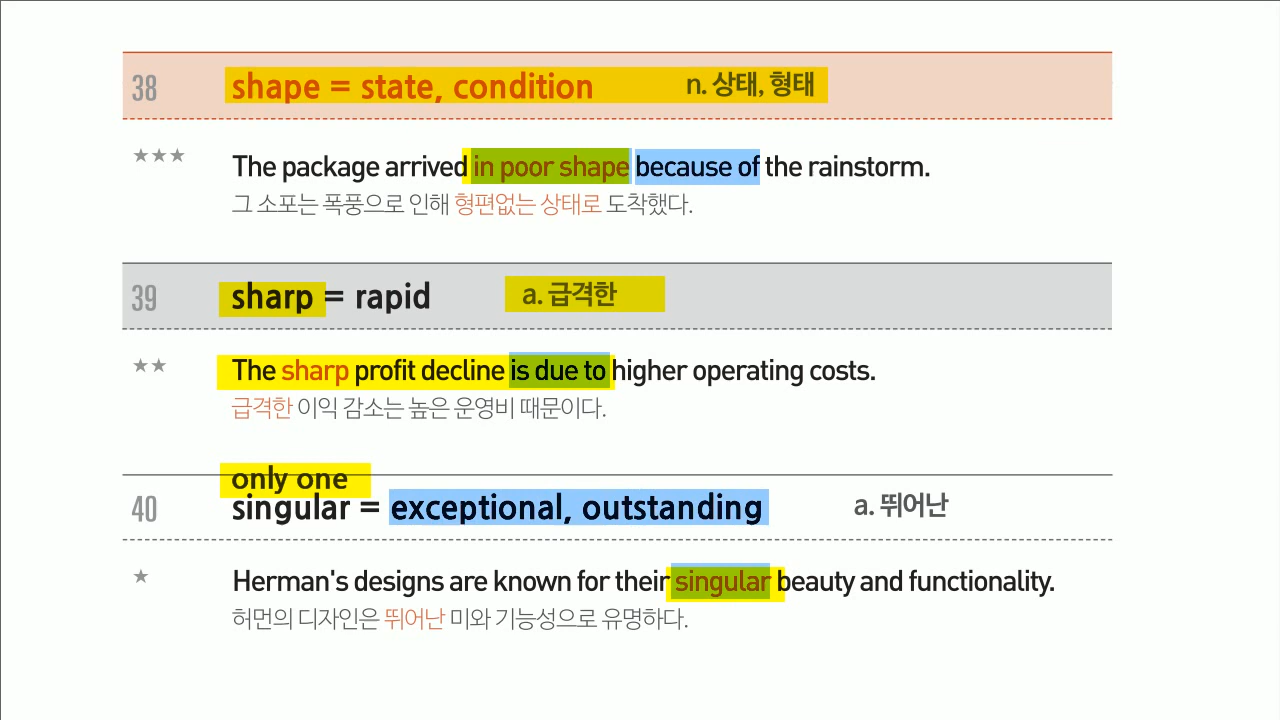 38 shape = state, condition n. 상태, 형태
★★★ The package arrived in poor shape because of the rainstorm.
그 소포는 폭풍으로 인해 형편없는 상태로 도착했다.
39 sharp = rapid a. 급격한
★★ The sharp profit decline is due to higher operating costs.
급격한 이익 감소는 높은 운영비 때문이다.
only one
40 singular = exceptional, outstanding a. 뛰어난
★ Herman's designs are known for their singular beauty and functionality.
허먼의 디자인은 뛰어난 미와 기능성으로 유명하다.